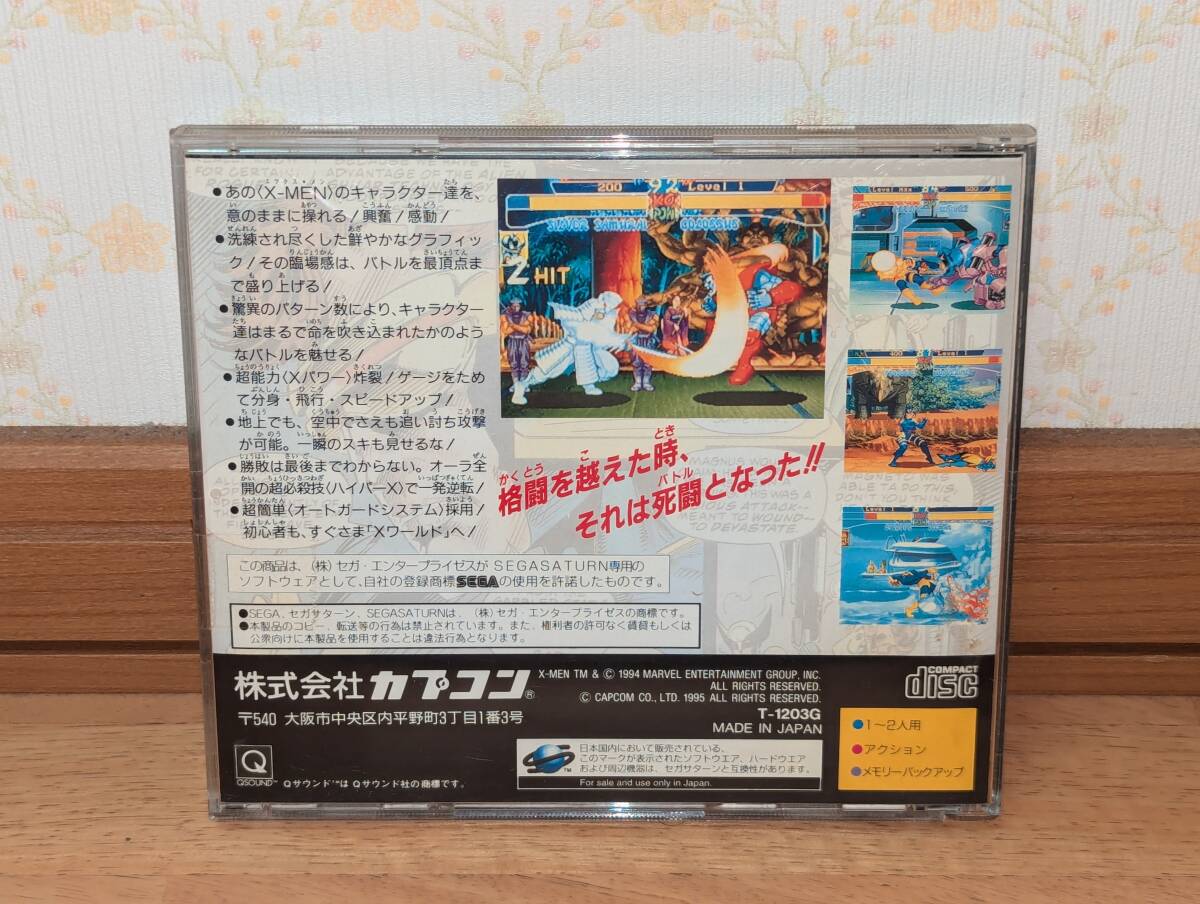 ●あの〈X-MEN〉のキャラクター達を、
意のままに操れる!興奮!感動!
●洗練され尽くした鮮やかなグラフィッ
ク!その臨場感は、バトルを最頂点ま
で盛り上げる!
●驚異のパターン数により、キャラクター
達はまるで命を吹き込まれたかのよう
なバトルを魅せる!
●超能力〈Xパワー〉炸裂!ゲージをため
て分身・飛行・スピードアップ!
●地上でも、空中でさえも追い討ち攻撃
が可能。一瞬のスキも見せるな!
●勝敗は最後までわからない。オーラ全
開の超必殺技〈ハイパーX〉で一発逆転!
●超簡単〈オートガードシステム〉採用!
初心者も、すぐさま「Xワールド」へ!
200 92 Level 1
SILVER SAMURAI COLOSSUS
2 HIT
格闘を越えた時、
それは死闘となった!!
この商品は、(株)セガ・エンタープライゼスがSEGASATURN専用の
ソフトウェアとして、自社の登録商標SEGAの使用を許諾したものです。
●SEGA、セガサターン、SEGASATURNは、(株)セガ・エンタープライゼスの商標です。
●本製品のコピー、転送等の行為は禁止されています。また、権利者の許可なく賃貸もしくは
公衆向けに本製品を使用することは違法行為となります。
株式会社カプコン®
〒540 大阪市中央区内平野町3丁目1番3号
X-MEN TM & © 1994 MARVEL ENTERTAINMENT GROUP, INC.
ALL RIGHTS RESERVED.
© CAPCOM CO., LTD. 1995 ALL RIGHTS RESERVED.
T-1203G
MADE IN JAPAN
COMPACT
disc
●1〜2人用
●アクション
●メモリーバックアップ
Q
QSOUND™
Qサウンド™は Qサウンド社の商標です。
日本国内において販売されている、
このマークが表示されたソフトウエア、ハードウエア
および周辺機器は、セガサターンと互換性があります。
For sale and use only in Japan.